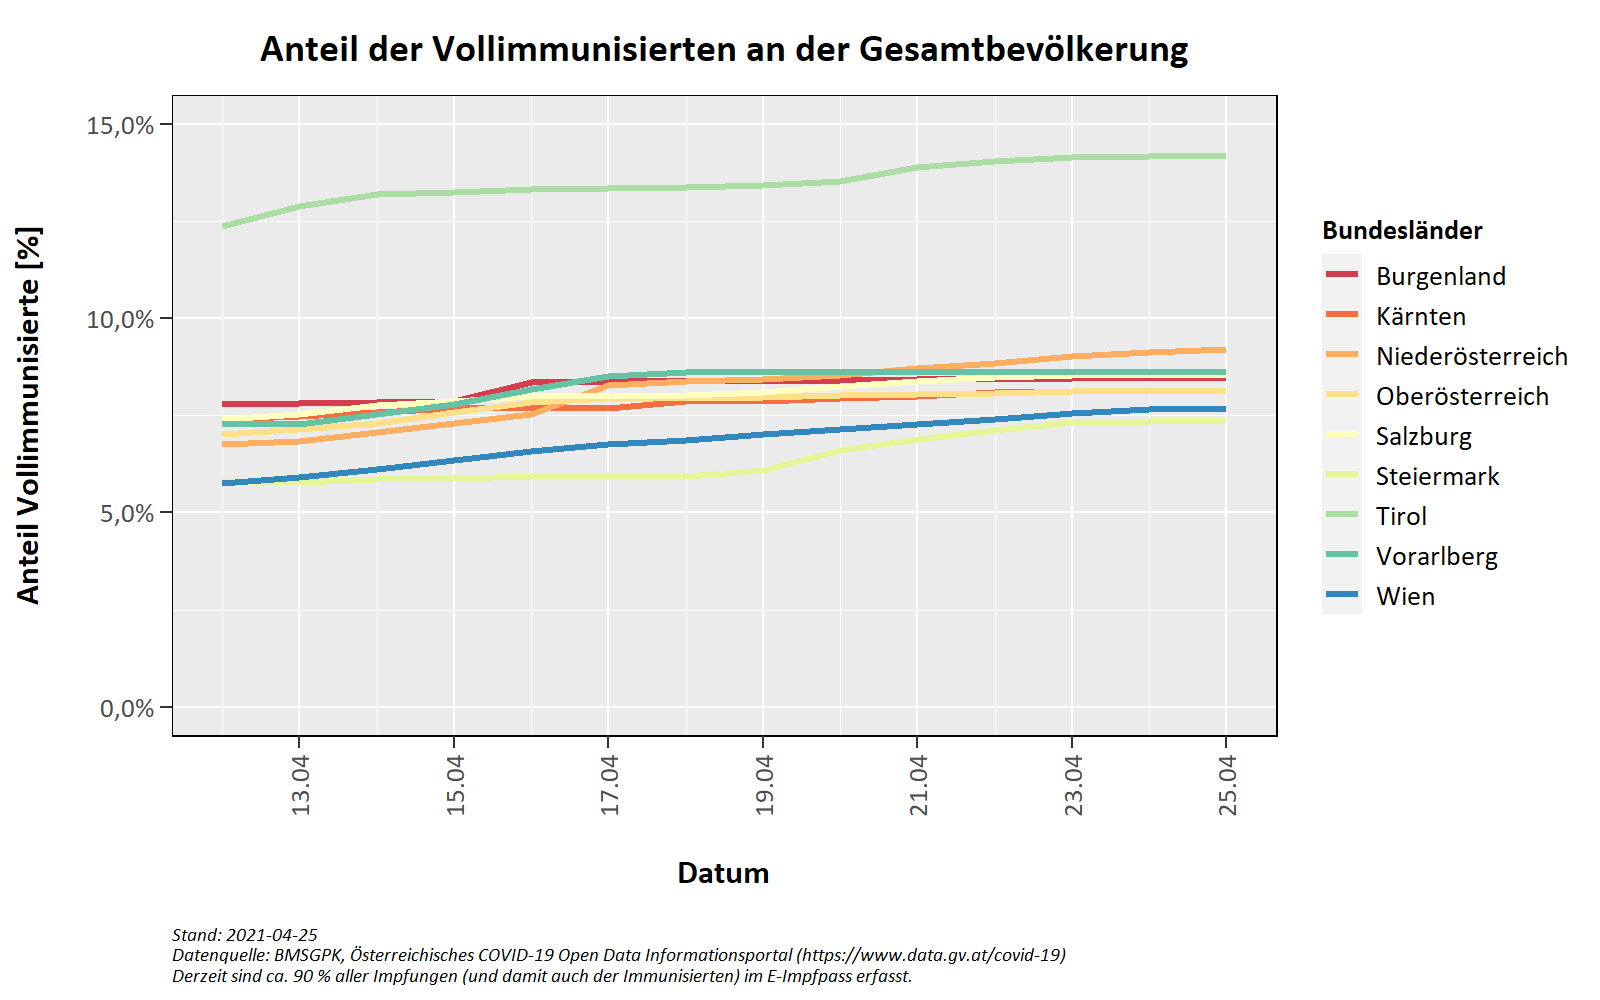 Anteil der Vollimmunisierten an der Gesamtbevölkerung
Anteil Vollimmunisierte [%]
15,0%
10,0%
5,0%
0,0%
13.04
15.04
17.04
19.04
21.04
23.04
25.04
Datum
Bundesländer
Burgenland
Kärnten
Niederösterreich
Oberösterreich
Salzburg
Steiermark
Tirol
Vorarlberg
Wien
Stand: 2021-04-25
Datenquelle: BMSGPK, Österreichisches COVID-19 Open Data Informationsportal (https://www.data.gv.at/covid-19)
Derzeit sind ca. 90 % aller Impfungen (und damit auch der Immunisierten) im E-Impfpass erfasst.